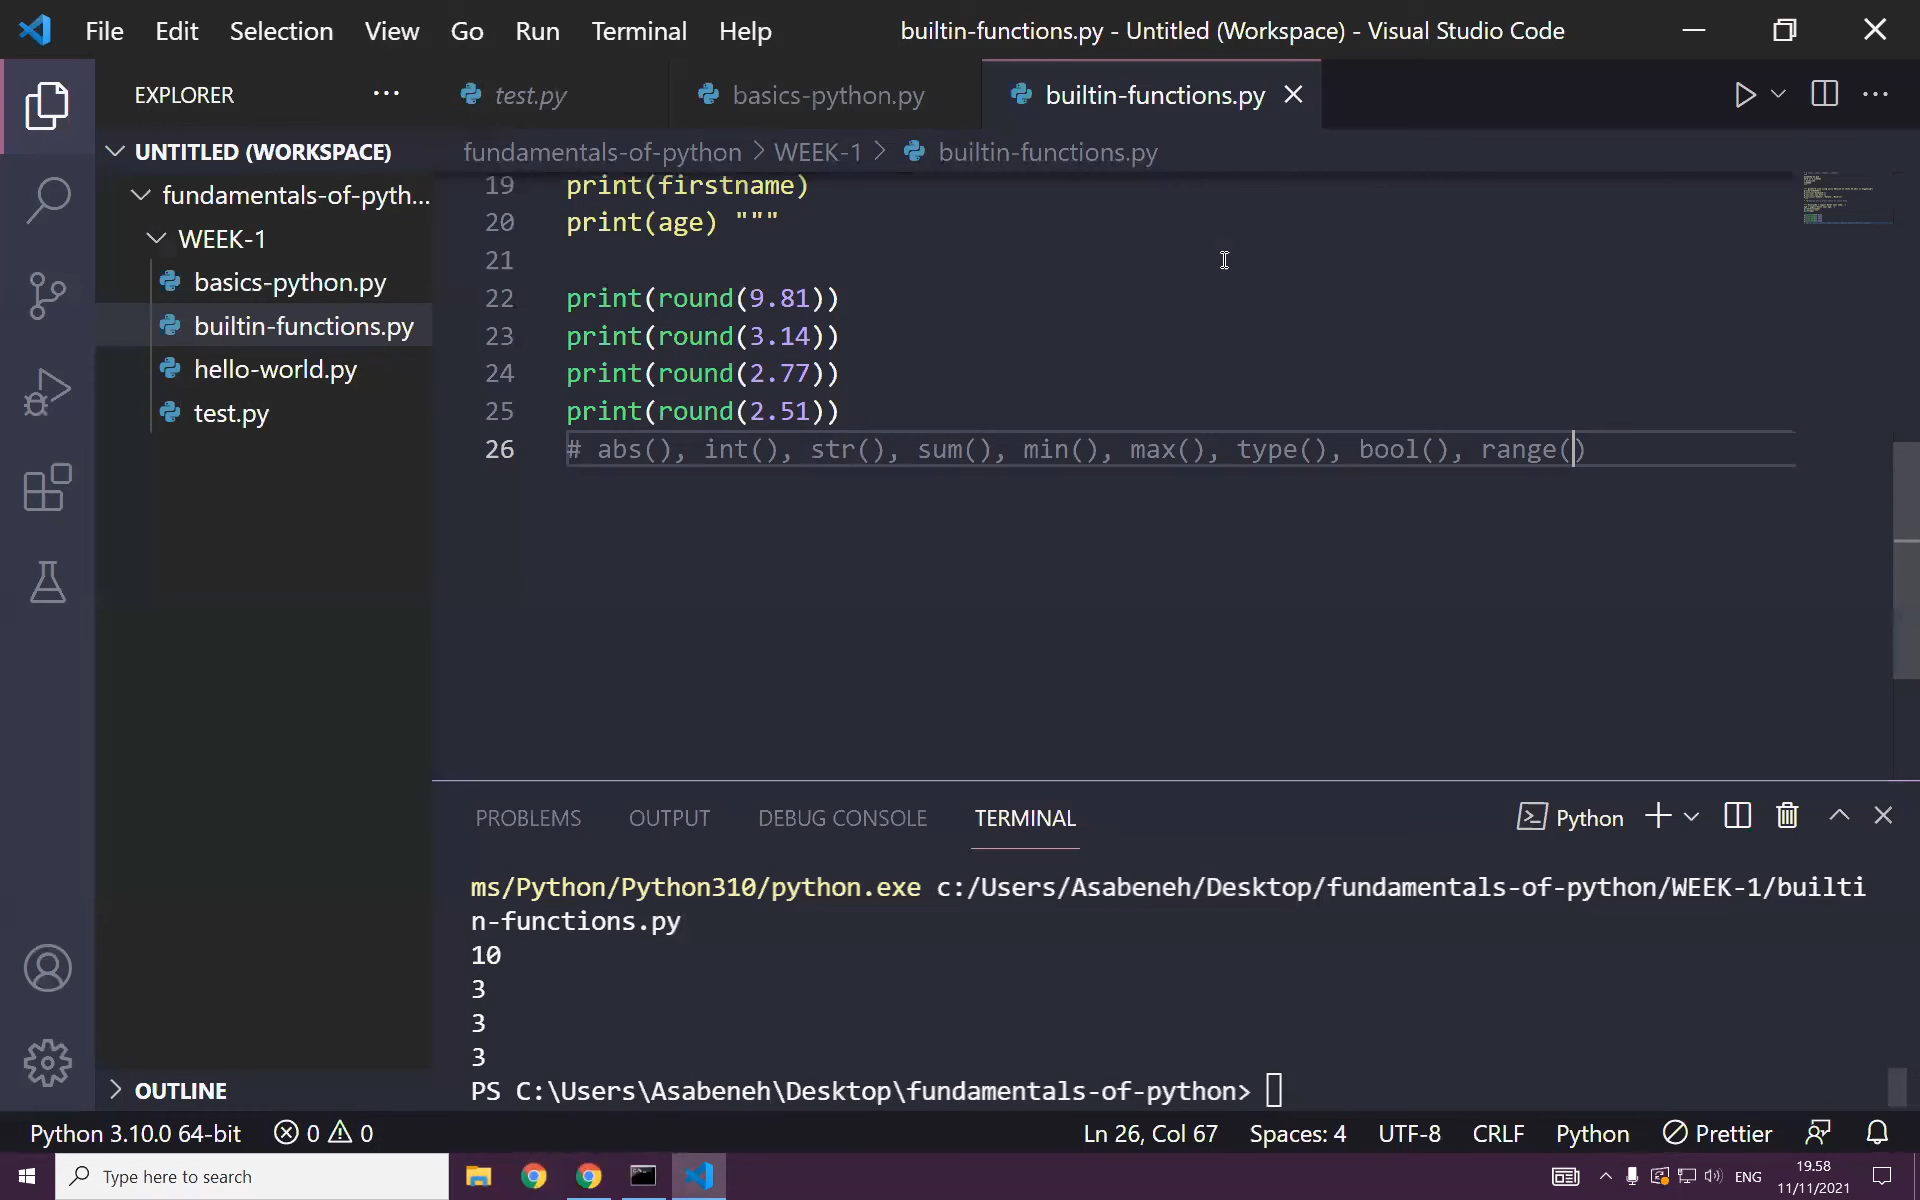 File Edit Selection View Go Run Terminal Help builtin-functions.py - Untitled (Workspace) - Visual Studio Code
EXPLORER ··· test.py basics-python.py builtin-functions.py
UNTITLED (WORKSPACE)
fundamentals-of-python > WEEK-1 > builtin-functions.py
fundamentals-of-pyth...
WEEK-1
basics-python.py
builtin-functions.py
hello-world.py
test.py
19 print(firstname)
20 print(age) """
21
22 print(round(9.81))
23 print(round(3.14))
24 print(round(2.77))
25 print(round(2.51))
26 # abs(), int(), str(), sum(), min(), max(), type(), bool(), range()
PROBLEMS OUTPUT DEBUG CONSOLE TERMINAL Python
ms/Python/Python310/python.exe c:/Users/Asabeneh/Desktop/fundamentals-of-python/WEEK-1/builti
n-functions.py
10
3
3
3
PS C:\Users\Asabeneh\Desktop\fundamentals-of-python>
OUTLINE
Python 3.10.0 64-bit 0 0 Ln 26, Col 67 Spaces: 4 UTF-8 CRLF Python Prettier
Type here to search ENG 19.58
11/11/2021